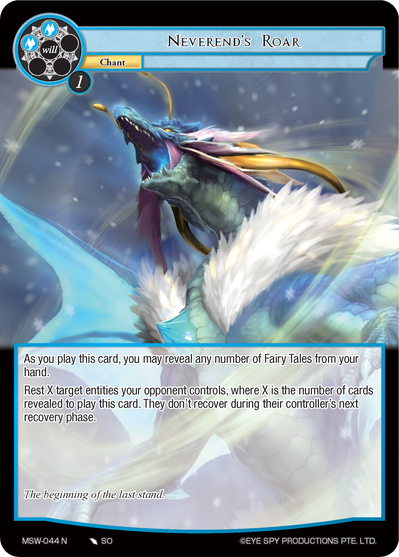 Neverend's Roar
will
Chant
1
As you play this card, you may reveal any number of Fairy Tales from your
hand.
Rest X target entities your opponent controls, where X is the number of cards
revealed to play this card. They don't recover during their controller's next
recovery phase.
The beginning of the last stand.
MSW-044 N SO ©EYE SPY PRODUCTIONS PTE. LTD.